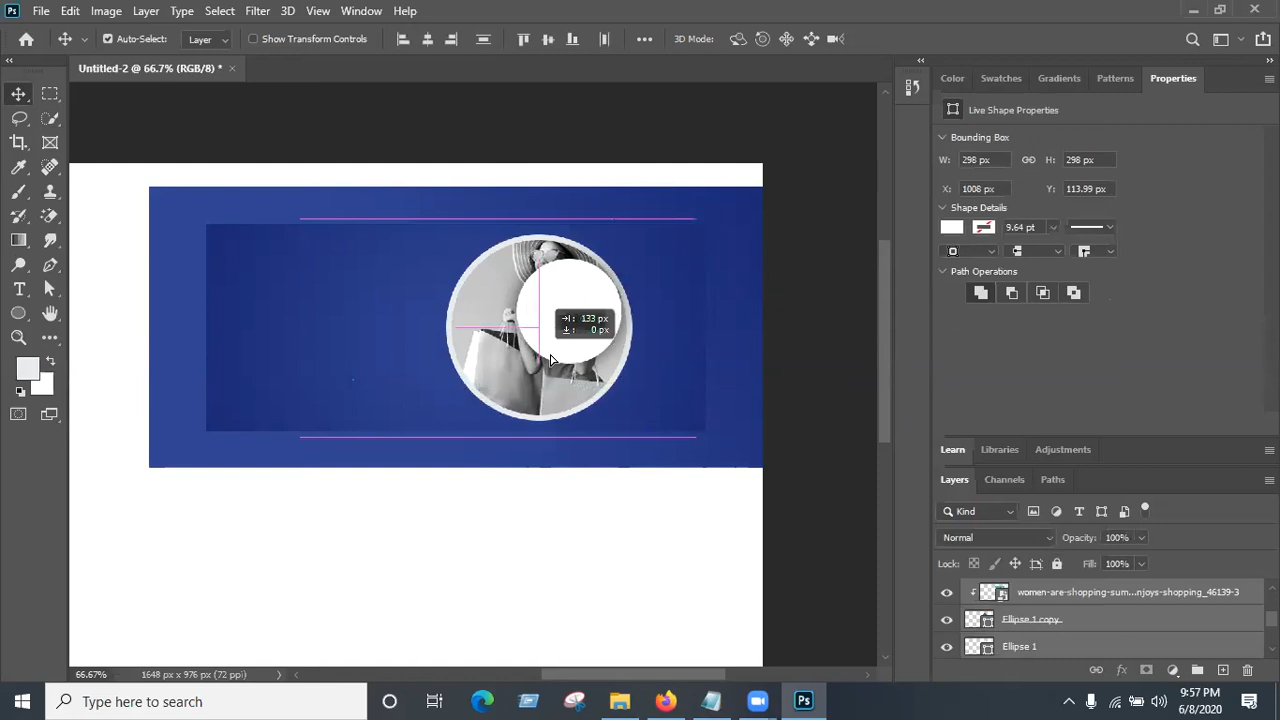 Ps File Edit Image Layer Type Select Filter 3D View Window Help
Auto-Select: Layer Show Transform Controls 3D Mode:
Untitled-2 @ 66.7% (RGB/8) *
Color Swatches Gradients Patterns Properties
Live Shape Properties
Bounding Box
W: 298 px H: 298 px
X: 1008 px Y: 113.99 px
Shape Details
9.64 pt
Path Operations
133 px
0 px
Learn Libraries Adjustments
Layers Channels Paths
Kind
Normal Opacity: 100%
Lock: Fill: 100%
women-are-shopping-sum...njoys-shopping_46139-3
Ellipse 1 copy
Ellipse 1
66.67% 1648 px x 976 px (72 ppi)
Type here to search
Ps
9:57 PM
6/8/2020